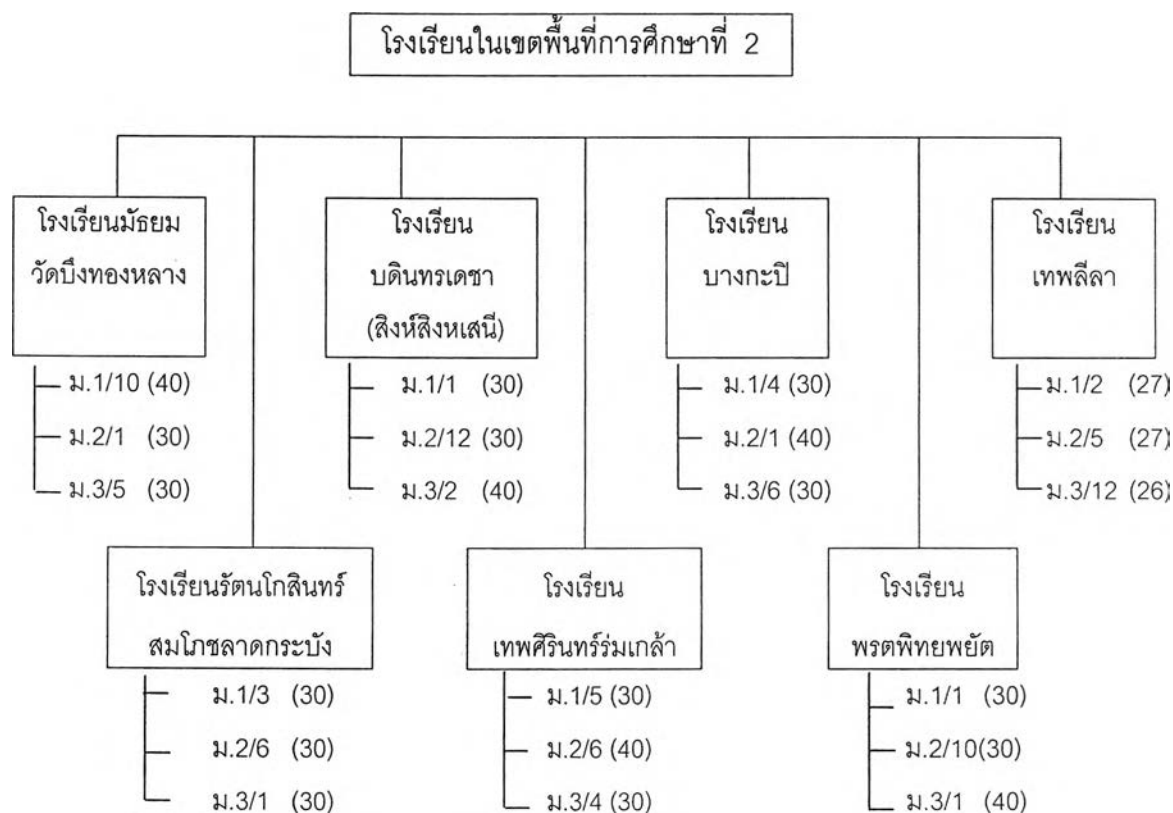 โรงเรียนในเขตพื้นที่การศึกษาที่ 2
โรงเรียนมัธยม
วัดบึงทองหลาง
ม.1/10 (40)
ม.2/1 (30)
ม.3/5 (30)
โรงเรียน
บดินทรเดชา
(สิงห์สิงหเสนี)
ม.1/1 (30)
ม.2/12 (30)
ม.3/2 (40)
โรงเรียน
บางกะปิ
ม.1/4 (30)
ม.2/1 (40)
ม.3/6 (30)
โรงเรียน
เทพลีลา
ม.1/2 (27)
ม.2/5 (27)
ม.3/12 (26)
โรงเรียนรัตนโกสินทร์
สมโภชลาดกระบัง
ม.1/3 (30)
ม.2/6 (30)
ม.3/1 (30)
โรงเรียน
เทพศิรินทร์ร่มเกล้า
ม.1/5 (30)
ม.2/6 (40)
ม.3/4 (30)
โรงเรียน
พรตพิทยพยัต
ม.1/1 (30)
ม.2/10(30)
ม.3/1 (40)